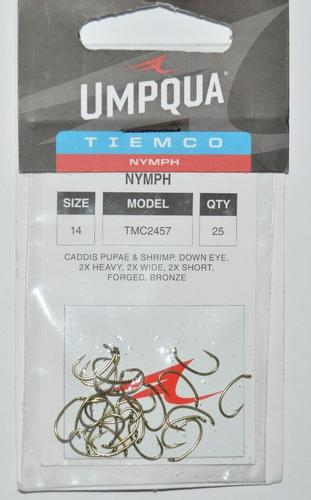 UMPQUA
TIEMCO
NYMPH
NYMPH
SIZE MODEL QTY
14 TMC2457 25
CADDIS PUPAE & SHRIMP. DOWN EYE,
2X HEAVY, 2X WIDE, 2X SHORT,
FORGED, BRONZE